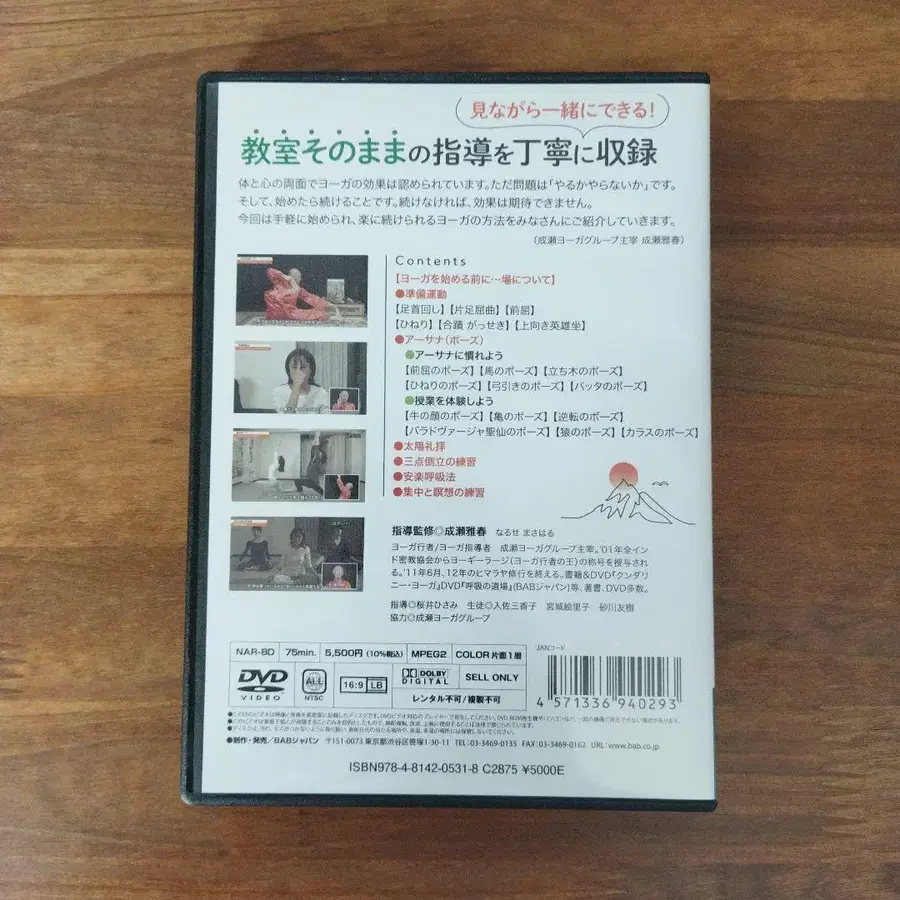 見ながら一緒にできる!
教室そのままの指導を丁寧に収録
体と心の両面でヨーガの効果は認められています。ただ問題は「やるかやらないか」です。
そして、始めたら続けることです。続けなければ、効果は期待できません。
今回は手軽に始められ、楽に続けられるヨーガの方法をみなさんにご紹介していきます。
(成瀬ヨーガグループ主宰 成瀬雅春)
Contents
【ヨーガを始める前に…場について】
●準備運動
【足首回し】【片足屈曲】【前屈】
【ひねり】【合蹠 がっせき】【上向き英雄坐】
●アーサナ(ポーズ)
●アーサナに慣れよう
【前屈のポーズ】【馬のポーズ】【立ち木のポーズ】
【ひねりのポーズ】【弓引きのポーズ】【バッタのポーズ】
●授業を体験しよう
【牛の顔のポーズ】【亀のポーズ】【逆転のポーズ】
【バラドヴァージャ聖仙のポーズ】【猿のポーズ】【カラスのポーズ】
●太陽礼拝
●三点倒立の練習
●安楽呼吸法
●集中と瞑想の練習
指導監修◎成瀬雅春 なるせ まさはる
ヨーガ行者/ヨーガ指導者 成瀬ヨーガグループ主宰。'01年全イン
ド密教協会からヨーギーラージ(ヨーガ行者の王)の称号を授与され
る。'11年6月、12年のヒマラヤ修行を終える。書籍&DVD『クンダリ
ニー・ヨーガ』DVD『呼吸の道場』(BABジャパン)等、著書、DVD多数。
指導◎桜井ひさみ 生徒◎入佐三香子 宮城絵里子 砂川友樹
協力◎成瀬ヨーガグループ
NAR-8D 75min. 5,500円(10%税込) MPEG2 COLOR 片面1層
DVD VIDEO ALL NTSC 16:9 LB DOLBY DIGITAL SELL ONLY
レンタル不可/複製不可
JANコード
4 571336 940293
●制作・発売/BABジャパン 〒151-0073 東京都渋谷区笹塚1-30-11 TEL:03-3469-0135 FAX:03-3469-0162 URL:www.bab.co.jp
ISBN978-4-8142-0531-8 C2875 ¥5000E